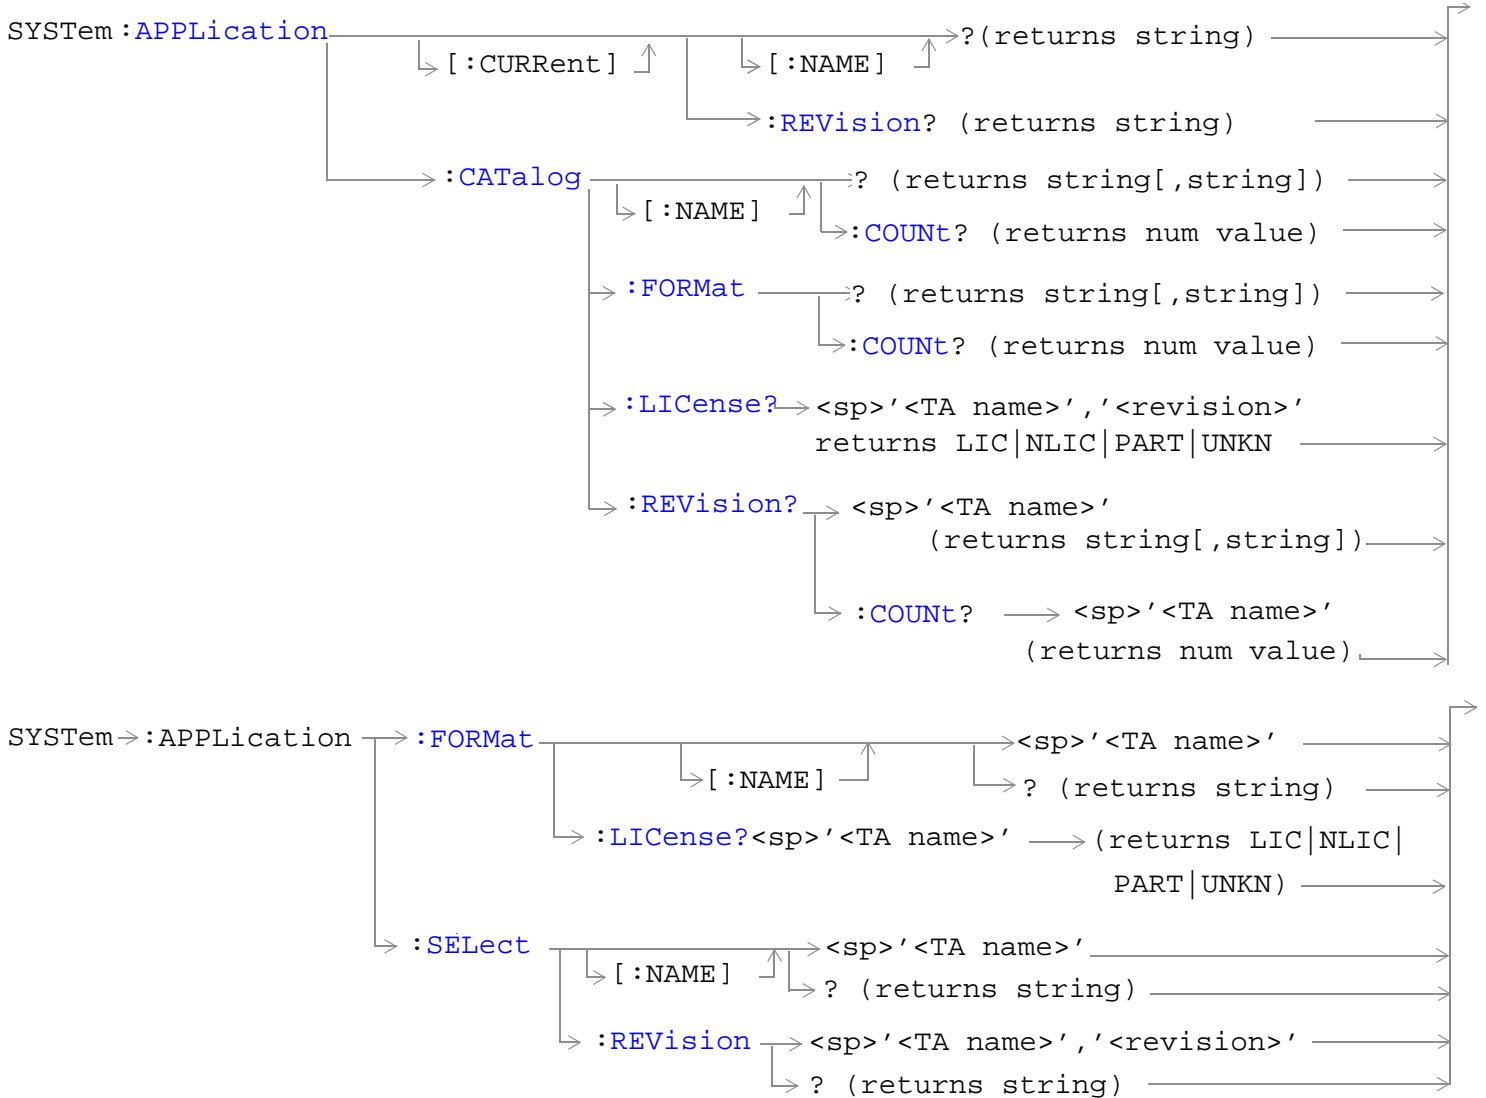 SYSTem :APPLication ?(returns string)
[:CURRent] [:NAME]
:REVision? (returns string)
:CATalog ? (returns string[,string])
[:NAME]
:COUNt? (returns num value)
:FORMat ? (returns string[,string])
:COUNt? (returns num value)
:LICense? <sp>'<TA name>','<revision>'
returns LIC|NLIC|PART|UNKN
:REVision? <sp>'<TA name>'
(returns string[,string])
:COUNt? <sp>'<TA name>'
(returns num value)
SYSTem :APPLication :FORMat <sp>'<TA name>'
[:NAME] ? (returns string)
:LICense?<sp>'<TA name>' (returns LIC|NLIC|
PART|UNKN)
:SELect <sp>'<TA name>'
[:NAME] ? (returns string)
:REVision <sp>'<TA name>','<revision>'
? (returns string)